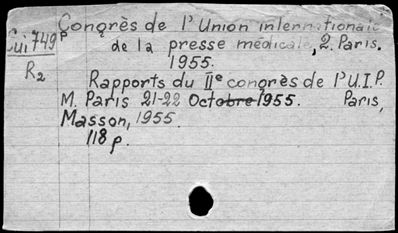 Congrès de l'Union internationale
Cui 749 P
de la presse médicale, 2. Paris.
R2
1955.
Rapports du IIe congrès de l'U.I.P.
M. Paris 21-22 Octobre 1955. Paris,
Masson, 1955.
118 p.